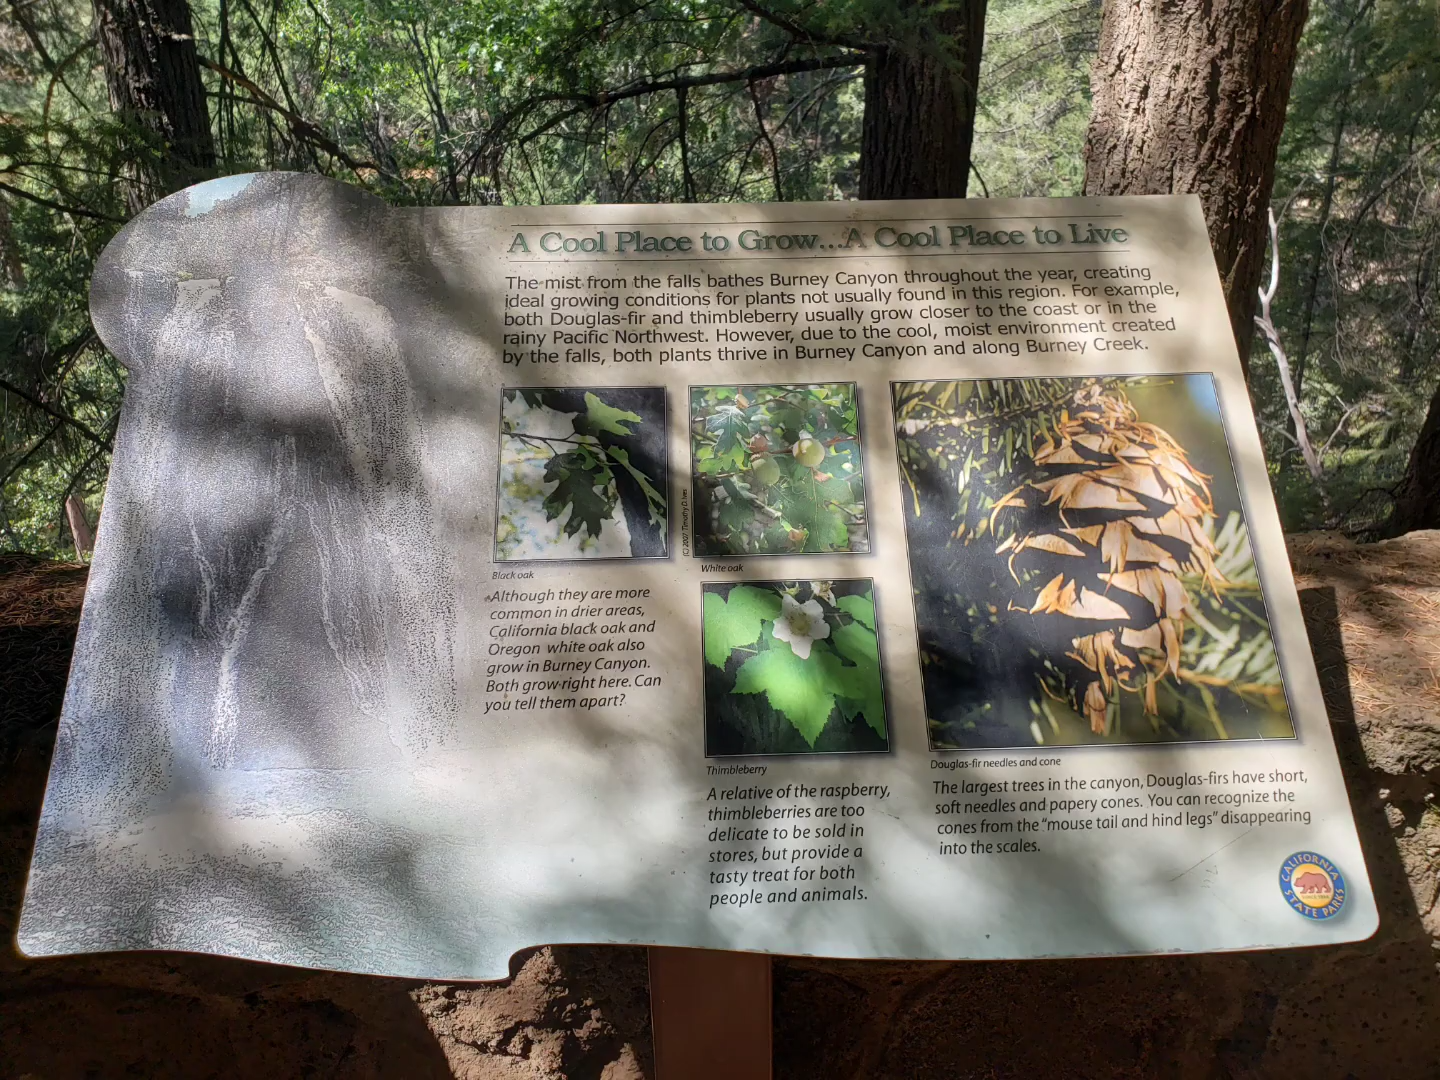 A Cool Place to Grow...A Cool Place to Live
The mist from the falls bathes Burney Canyon throughout the year, creating
ideal growing conditions for plants not usually found in this region. For example,
both Douglas-fir and thimbleberry usually grow closer to the coast or in the
rainy Pacific Northwest. However, due to the cool, moist environment created
by the falls, both plants thrive in Burney Canyon and along Burney Creek.
Black oak
Although they are more
common in drier areas,
California black oak and
Oregon white oak also
grow in Burney Canyon.
Both grow right here. Can
you tell them apart?
(C) 2007 Timothy D. Ives
White oak
Thimbleberry
A relative of the raspberry,
thimbleberries are too
delicate to be sold in
stores, but provide a
tasty treat for both
people and animals.
Douglas-fir needles and cone
The largest trees in the canyon, Douglas-firs have short,
soft needles and papery cones. You can recognize the
cones from the "mouse tail and hind legs" disappearing
into the scales.
CALIFORNIA
SINCE 1864
STATE PARKS